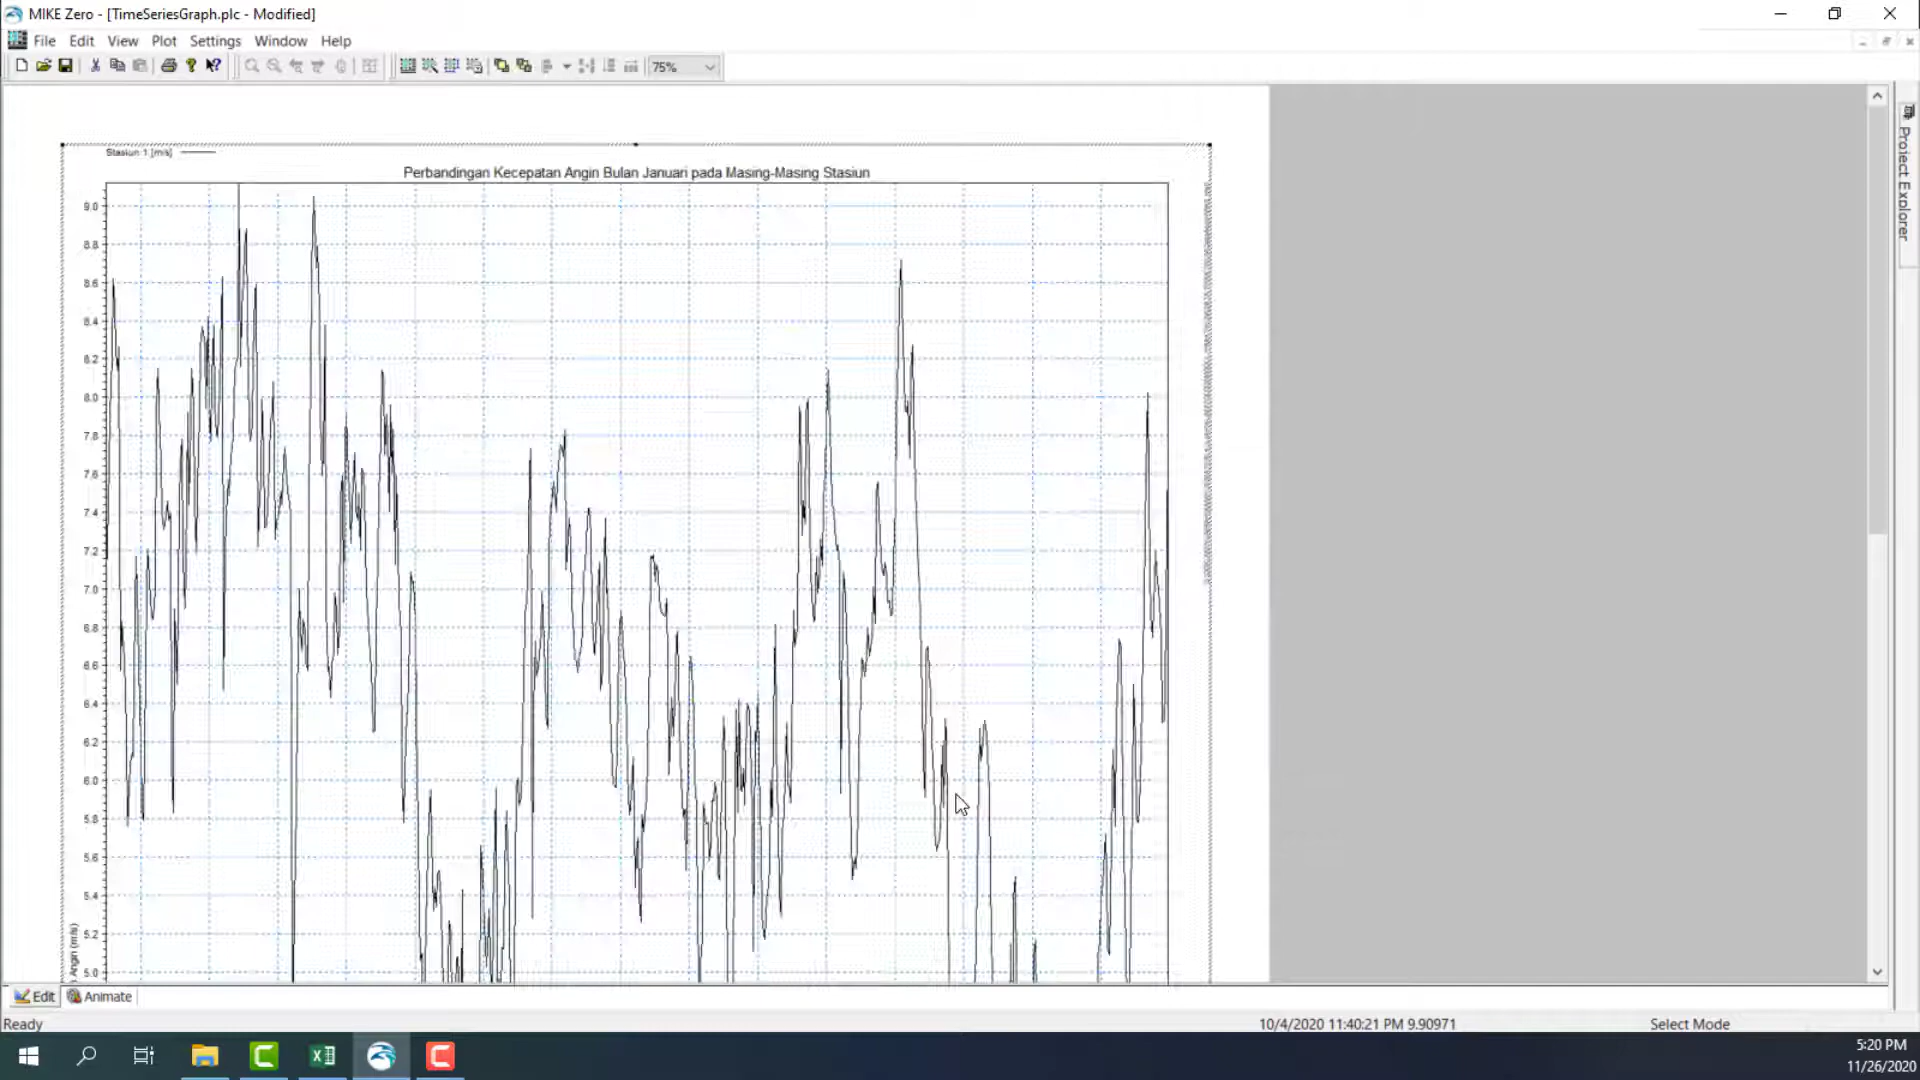 MIKE Zero - [TimeSeriesGraph.plc - Modified]
File Edit View Plot Settings Window Help
75%
Project Explorer
Stasiun 1 [m/s]
Perbandingan Kecepatan Angin Bulan Januari pada Masing-Masing Stasiun
9.0
8.8
8.6
8.4
8.2
8.0
7.8
7.6
7.4
7.2
7.0
6.8
6.6
6.4
6.2
6.0
5.8
5.6
5.4
5.2
5.0
Angin (m/s)
Edit Animate
Ready 10/4/2020 11:40:21 PM 9.90971 Select Mode
5:20 PM
11/26/2020